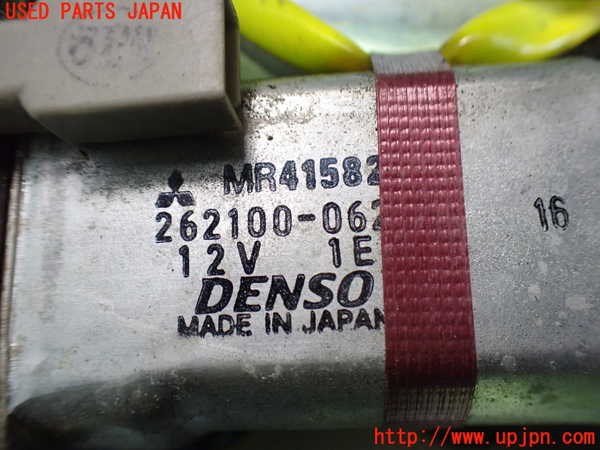 USED PARTS JAPAN
MR41582
262100-062
16
12V 1E
DENSO
MADE IN JAPAN
http://www.upjpn.com